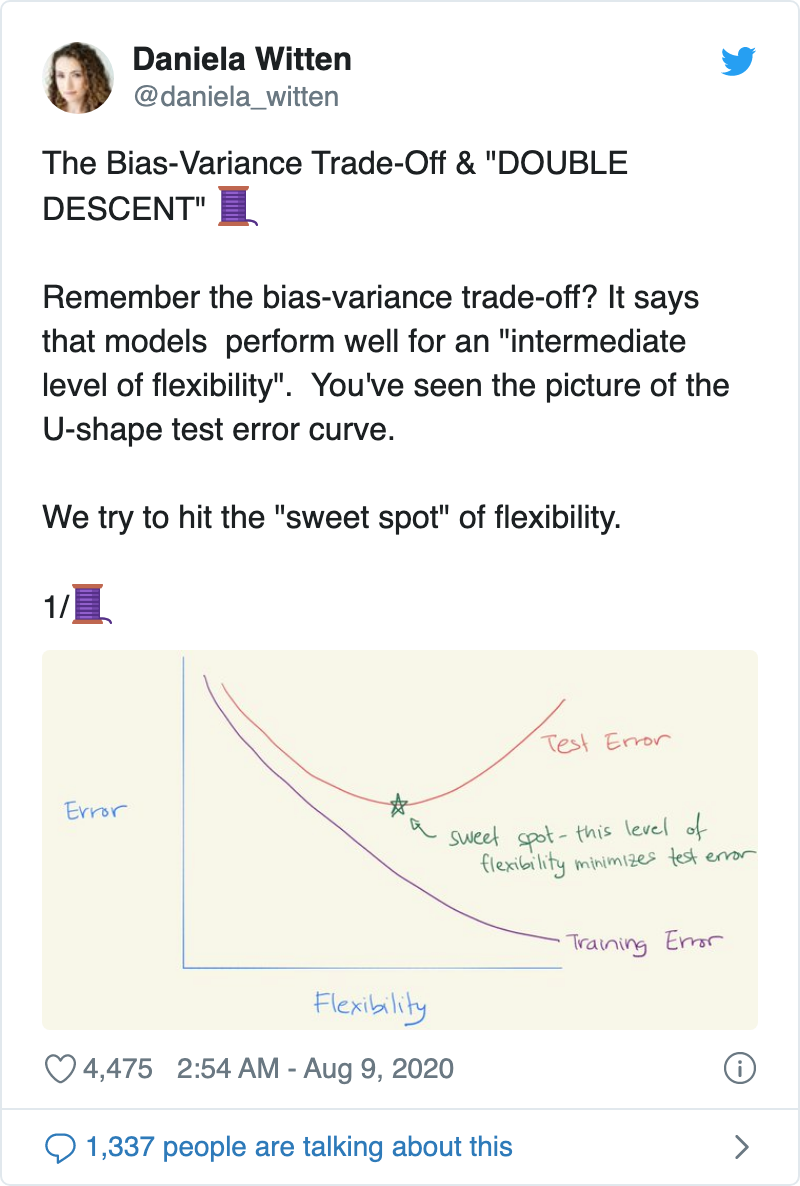 Daniela Witten
@daniela_witten
The Bias-Variance Trade-Off & "DOUBLE
DESCENT" 🧵
Remember the bias-variance trade-off? It says
that models  perform well for an "intermediate
level of flexibility".  You've seen the picture of the
U-shape test error curve.
We try to hit the "sweet spot" of flexibility.
1/🧵
Test Error
Error
sweet spot - this level of
flexibility minimizes test error
Training Error
Flexibility
4,475 2:54 AM - Aug 9, 2020
1,337 people are talking about this